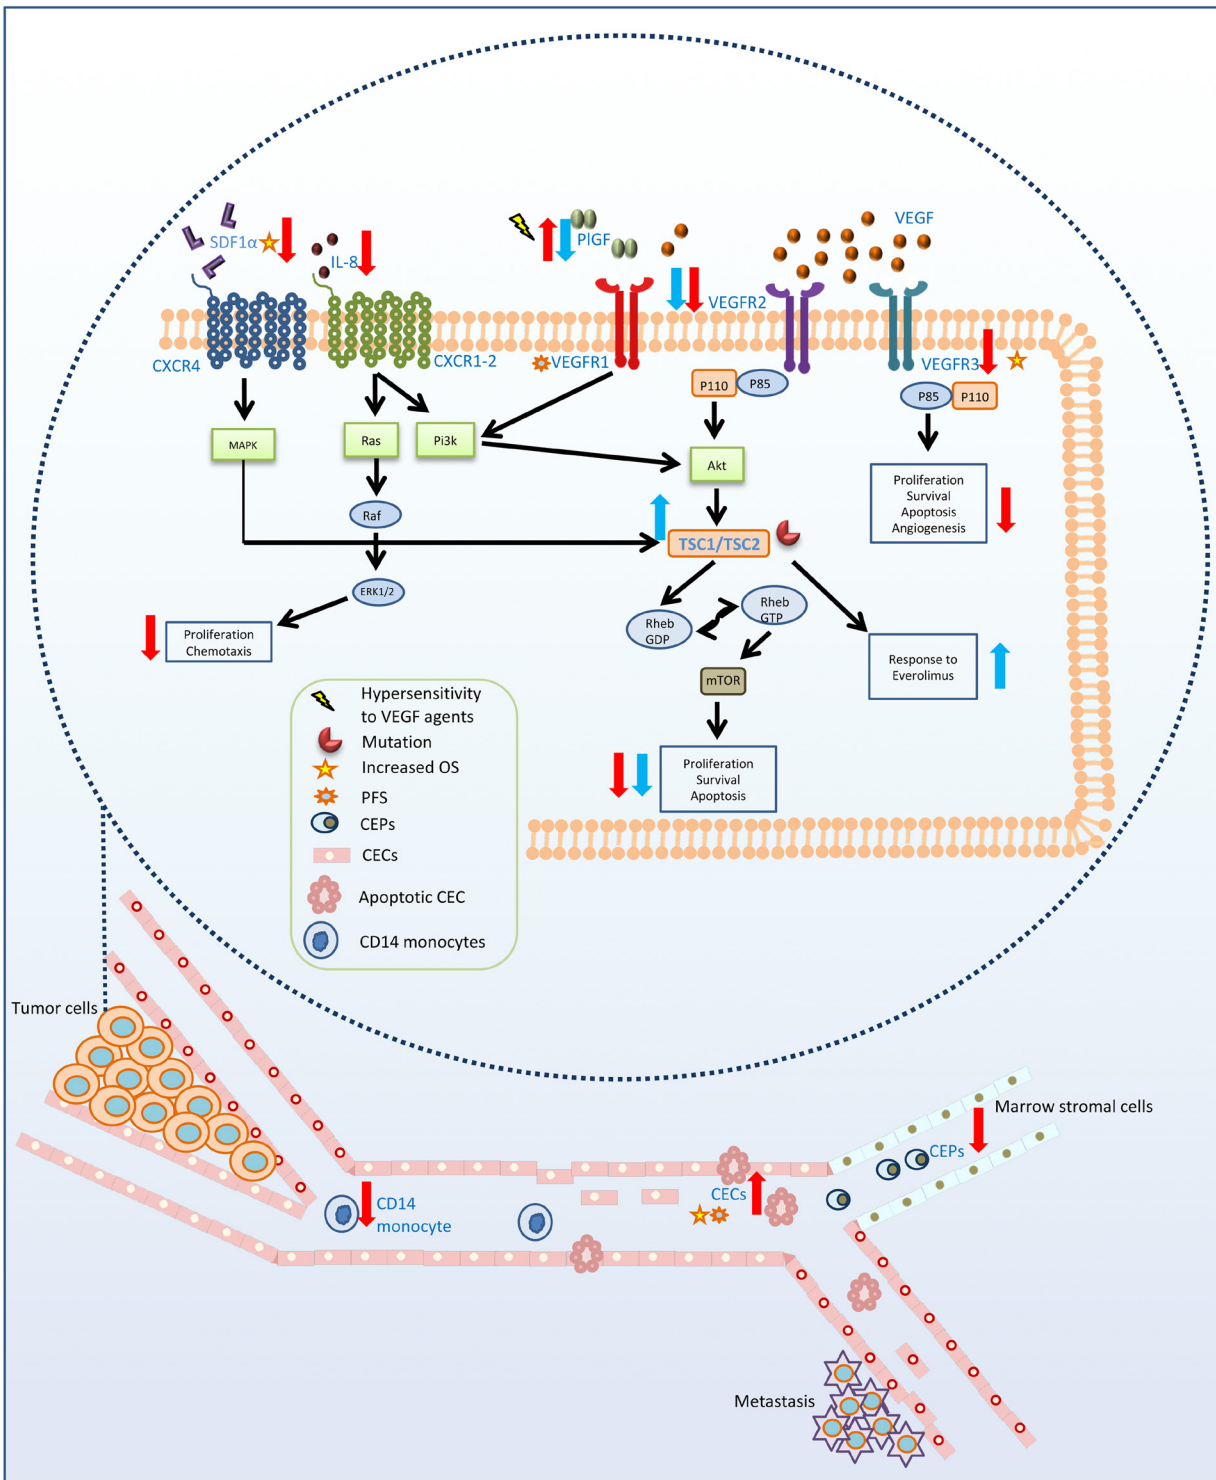 VEGF
SDF1α
IL-8
PlGF
VEGFR2
CXCR4
CXCR1-2
VEGFR1
VEGFR3
P110
P85
P85
P110
MAPK
Ras
Pi3k
Akt
Proliferation
Survival
Apoptosis
Angiogenesis
Raf
TSC1/TSC2
ERK1/2
Rheb
GTP
Rheb
GDP
Proliferation
Chemotaxis
Response to
Everolimus
mTOR
Proliferation
Survival
Apoptosis
Hypersensitivity
to VEGF agents
Mutation
Increased OS
PFS
CEPs
CECs
Apoptotic CEC
CD14 monocytes
Tumor cells
Marrow stromal cells
CEPs
CECs
CD14
monocyte
Metastasis